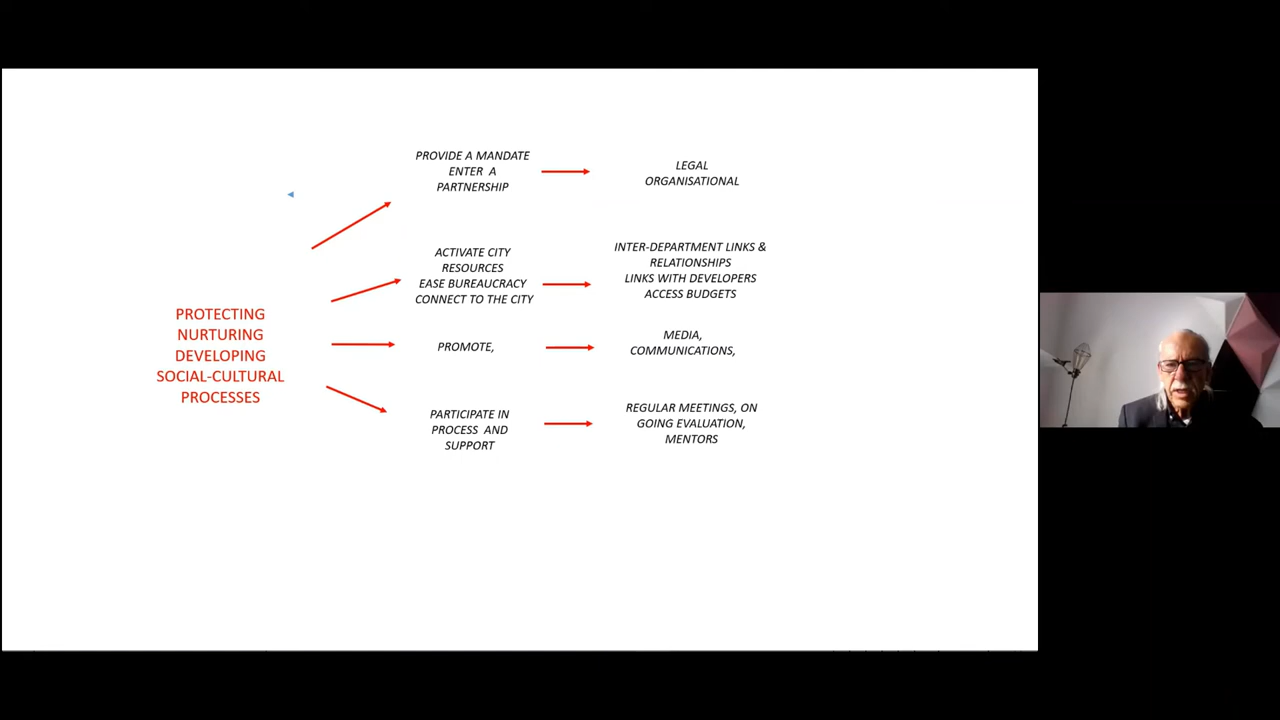 PROVIDE A MANDATE
ENTER A
PARTNERSHIP
LEGAL
ORGANISATIONAL
ACTIVATE CITY
RESOURCES
EASE BUREAUCRACY
CONNECT TO THE CITY
INTER-DEPARTMENT LINKS &
RELATIONSHIPS
LINKS WITH DEVELOPERS
ACCESS BUDGETS
PROTECTING
NURTURING
DEVELOPING
SOCIAL-CULTURAL
PROCESSES
PROMOTE,
MEDIA,
COMMUNICATIONS,
PARTICIPATE IN
PROCESS AND
SUPPORT
REGULAR MEETINGS, ON
GOING EVALUATION,
MENTORS